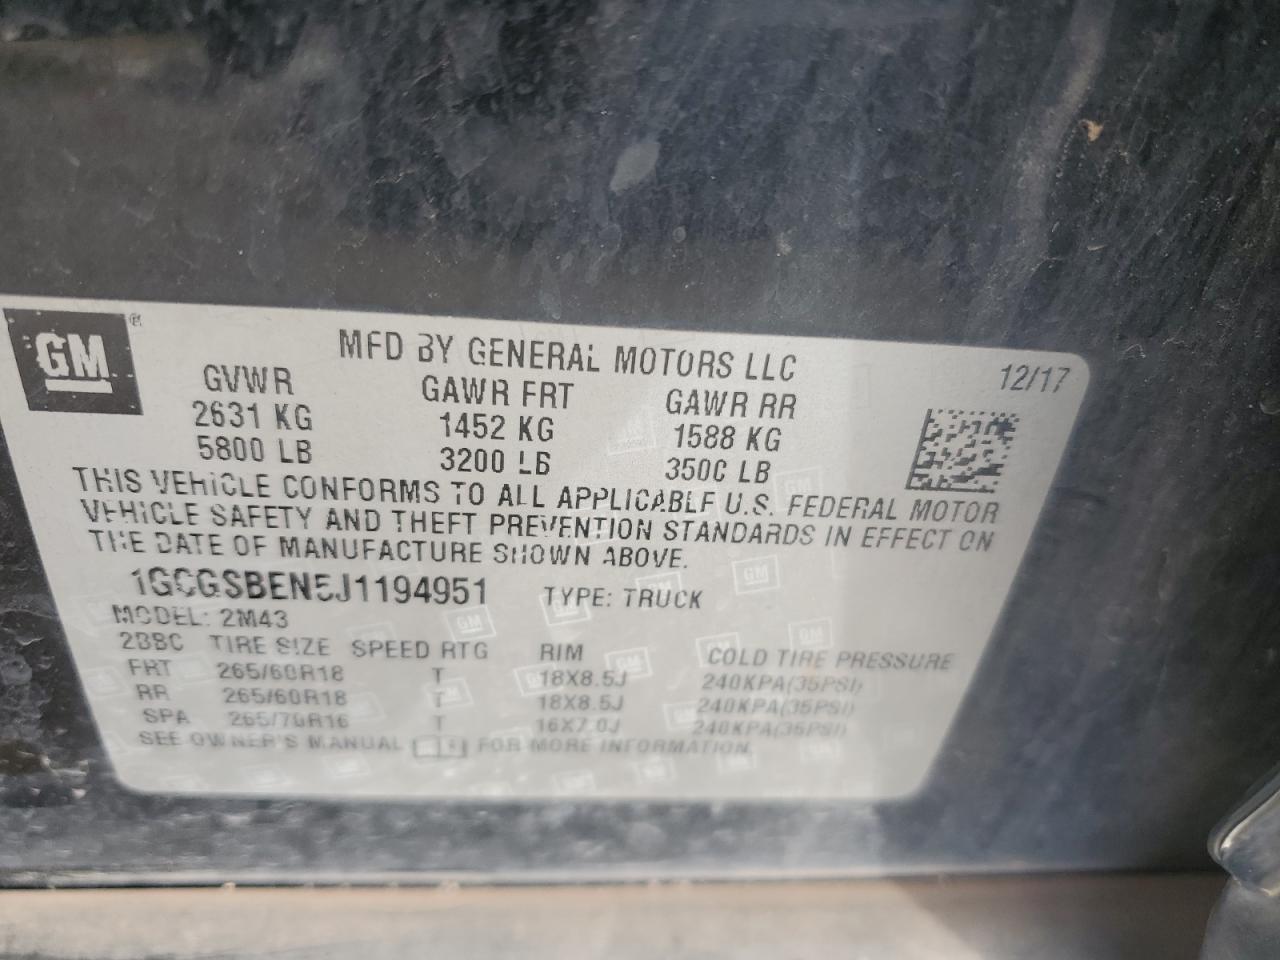 GM®
MFD BY GENERAL MOTORS LLC
12/17
GVWR GAWR FRT GAWR RR
2631 KG 1452 KG 1588 KG
5800 LB 3200 LB 3500 LB
THIS VEHICLE CONFORMS TO ALL APPLICABLE U.S. FEDERAL MOTOR
VEHICLE SAFETY AND THEFT PREVENTION STANDARDS IN EFFECT ON
THE DATE OF MANUFACTURE SHOWN ABOVE.
1GCGSBEN5J1194951 TYPE: TRUCK
MODEL: 2M43
2BBC TIRE SIZE SPEED RTG RIM COLD TIRE PRESSURE
FRT 265/60R18 T 18X8.5J 240KPA(35PSI)
RR 265/60R18 T 18X8.5J 240KPA(35PSI)
SPA 265/70R16 T 16X7.0J 240KPA(35PSI)
SEE OWNER'S MANUAL FOR MORE INFORMATION.